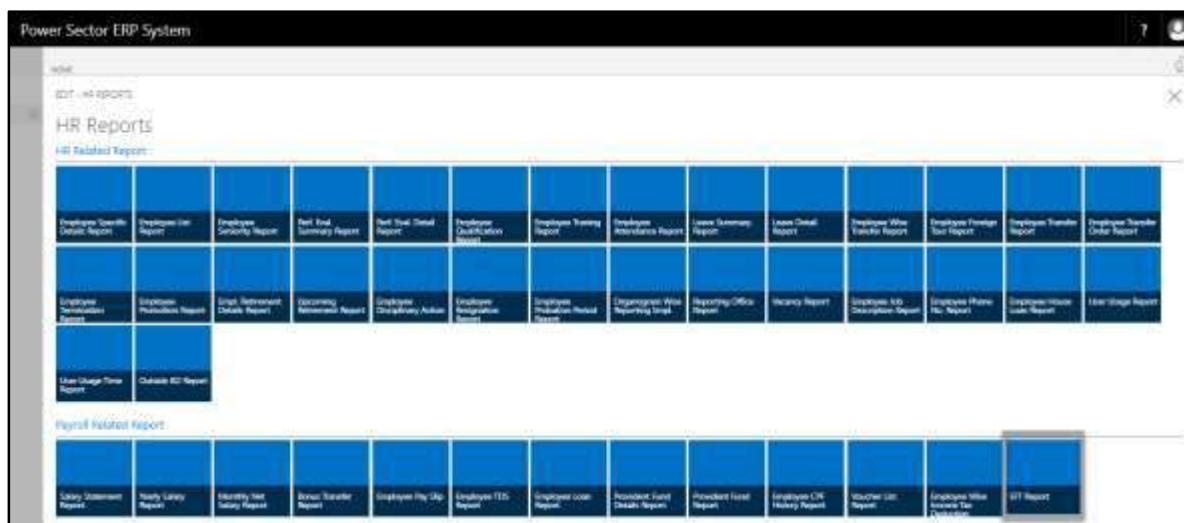 Power Sector ERP System ?
HOME
EDIT - HR REPORTS
HR Reports
HR Related Report
Employee Specific Details Report
Employee List Report
Employee Seniority Report
Perf. Eval. Summary Report
Perf. Eval. Detail Report
Employee Qualification Report
Employee Training Report
Employee Attendance Report
Leave Summary Report
Leave Detail Report
Employee Wise Transfer Report
Employee Foreign Tour Report
Employee Transfer Report
Employee Transfer Order Report
Employee Termination Report
Employee Promotion Report
Empl. Retirement Details Report
Upcoming Retirement Report
Employee Disciplinary Action
Employee Resignation Report
Employee Probation Period Report
Organogram Wise Reporting Empl.
Reporting Office Report
Vacancy Report
Employee Job Description Report
Employee Phone No. Report
Employee House Loan Report
User Usage Report
User Usage Time Report
Outside BD Report
Payroll Related Report
Salary Statement Report
Yearly Salary Report
Monthly Net Salary Report
Bonus Transfer Report
Employee Pay Slip
Employee TDS Report
Employee Loan Report
Provident Fund Details Report
Provident Fund Report
Employee CPF History Report
Voucher List Report
Employee Wise Income Tax Deduction
EFT Report